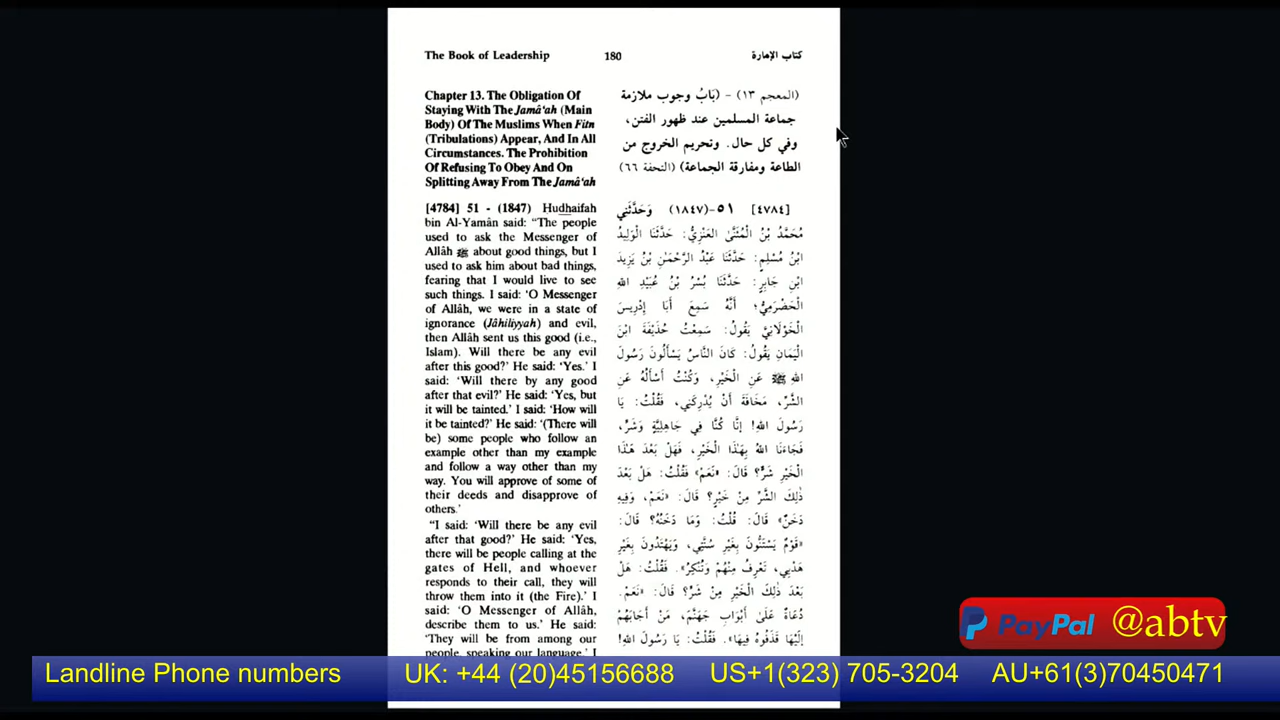 The Book of Leadership 180 كتاب الإمارة
Chapter 13. The Obligation Of
Staying With The Jamâ'ah (Main
Body) Of The Muslims When Fitn
(Tribulations) Appear, And In All
Circumstances. The Prohibition
Of Refusing To Obey And On
Splitting Away From The Jamâ'ah
[4784] 51 - (1847) Hudhaifah
bin Al-Yamân said: "The people
used to ask the Messenger of
Allâh ﷺ about good things, but I
used to ask him about bad things,
fearing that I would live to see
such things. I said: 'O Messenger
of Allâh, we were in a state of
ignorance (Jâhiliyyah) and evil,
then Allâh sent us this good (i.e.,
Islam). Will there be any evil
after this good?' He said: 'Yes.' I
said: 'Will there by any good
after that evil?' He said: 'Yes, but
it will be tainted.' I said: 'How will
it be tainted?' He said: '(There will
be) some people who follow an
example other than my example
and follow a way other than my
way. You will approve of some of
their deeds and disapprove of
others.'
"I said: 'Will there be any evil
after that good?' He said: 'Yes,
there will be people calling at the
gates of Hell, and whoever
responds to their call, they will
throw them into it (the Fire).' I
said: 'O Messenger of Allâh,
describe them to us.' He said:
'They will be from among our
people, speaking our language.' I
(المعجم ١٣) - (بَابُ وجوب ملازمة
جماعة المسلمين عند ظهور الفتن،
وفي كل حال. وتحريم الخروج من
الطاعة ومفارقة الجماعة) (التحفة ٦٦)
[٤٧٨٤] ٥١-(١٨٤٧) وَحَدَّثَنِي
مُحَمَّدُ بْنُ الْمُثَنَّى الْعَنَزِيُّ: حَدَّثَنَا الْوَلِيدُ
ابْنُ مُسْلِمٍ: حَدَّثَنَا عَبْدُ الرَّحْمٰنِ بْنُ يَزِيدَ
ابْنِ جَابِرٍ: حَدَّثَنَا بُسْرُ بْنُ عُبَيْدِ اللهِ
الْحَضْرَمِيُّ؛ أَنَّهُ سَمِعَ أَبَا إِدْرِيسَ
الْخَوْلَانِيَّ يَقُولُ: سَمِعْتُ حُذَيْفَةَ ابْنَ
الْيَمَانِ يَقُولُ: كَانَ النَّاسُ يَسْأَلُونَ رَسُولَ
اللهِ ﷺ عَنِ الْخَيْرِ، وَكُنْتُ أَسْأَلُهُ عَنِ
الشَّرِّ، مَخَافَةَ أَنْ يُدْرِكَنِي، فَقُلْتُ: يَا
رَسُولَ اللهِ! إِنَّا كُنَّا فِي جَاهِلِيَّةٍ وَشَرٍّ،
فَجَاءَنَا اللهُ بِهٰذَا الْخَيْرِ، فَهَلْ بَعْدَ هٰذَا
الْخَيْرِ شَرٌّ؟ قَالَ: «نَعَمْ» فَقُلْتُ: هَلْ بَعْدَ
ذٰلِكَ الشَّرِّ مِنْ خَيْرٍ؟ قَالَ: «نَعَمْ، وَفِيهِ
دَخَنٌ» قَالَ: قُلْتُ: وَمَا دَخَنُهُ؟ قَالَ:
«قَوْمٌ يَسْتَنُّونَ بِغَيْرِ سُنَّتِي، وَيَهْتَدُونَ بِغَيْرِ
هَدْيِي، تَعْرِفُ مِنْهُمْ وَتُنْكِرُ». فَقُلْتُ: هَلْ
بَعْدَ ذٰلِكَ الْخَيْرِ مِنْ شَرٍّ؟ قَالَ: «نَعَمْ.
دُعَاةٌ عَلَىٰ أَبْوَابِ جَهَنَّمَ، مَنْ أَجَابَهُمْ
إِلَيْهَا قَذَفُوهُ فِيهَا». فَقُلْتُ: يَا رَسُولَ اللهِ!
PayPal @abtv
Landline Phone numbers UK: +44 (20)45156688 US+1(323) 705-3204 AU+61(3)70450471